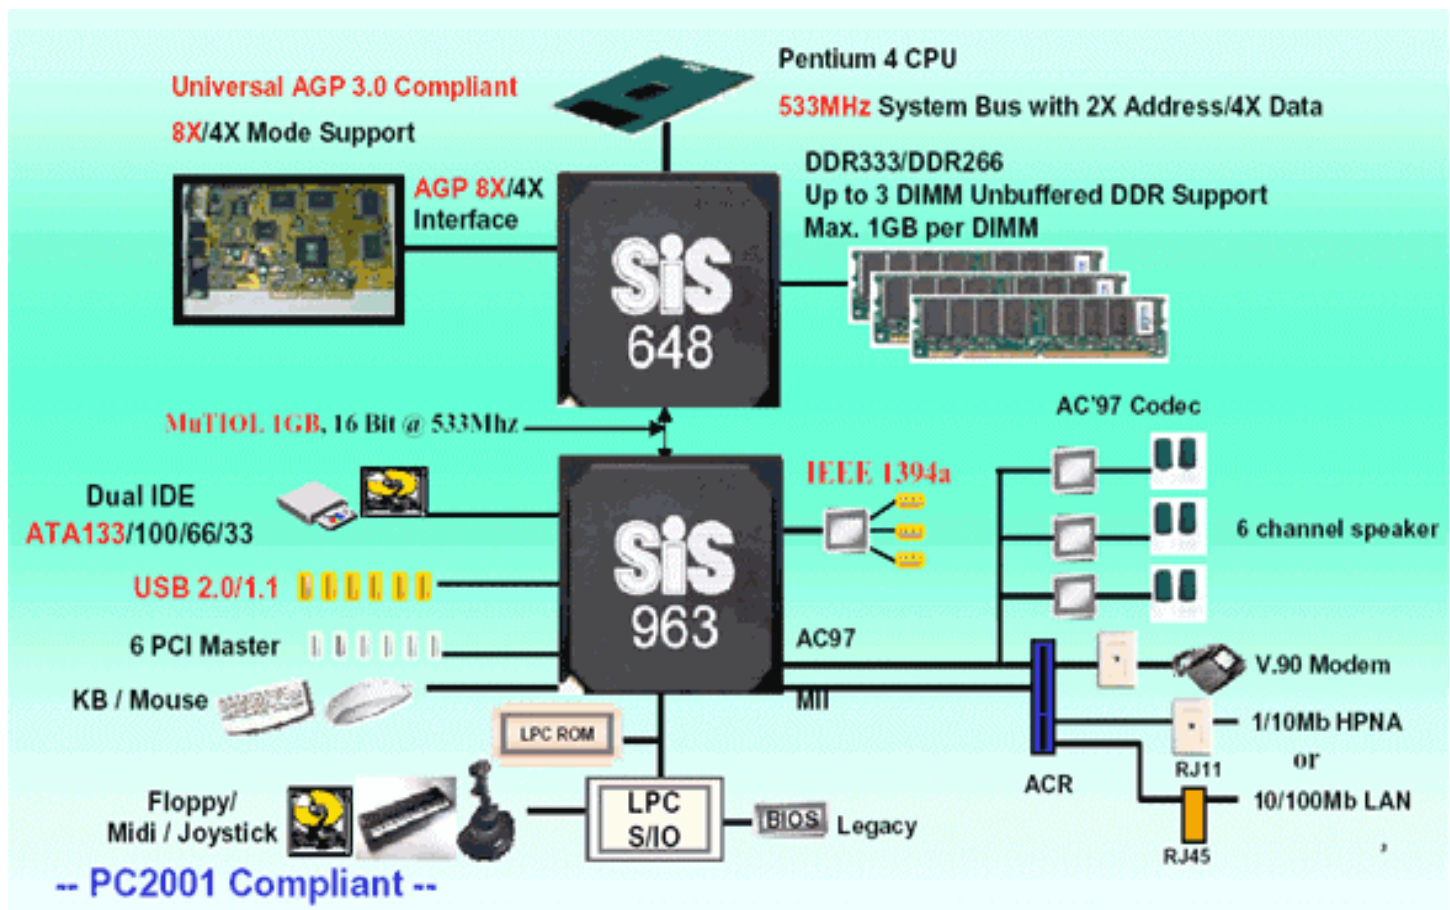 Universal AGP 3.0 Compliant
8X/4X Mode Support
Pentium 4 CPU
533MHz System Bus with 2X Address/4X Data
AGP 8X/4X
Interface
DDR333/DDR266
Up to 3 DIMM Unbuffered DDR Support
Max. 1GB per DIMM
SiS
648
MuTIOL 1GB, 16 Bit @ 533Mhz
AC'97 Codec
Dual IDE
ATA133/100/66/33
IEEE 1394a
6 channel speaker
SiS
963
USB 2.0/1.1
6 PCI Master
AC97
V.90 Modem
KB / Mouse
MII
LPC ROM
1/10Mb HPNA
RJ11
or
ACR
Floppy/
Midi / Joystick
LPC
S/IO
BIOS
Legacy
10/100Mb LAN
RJ45
-- PC2001 Compliant --